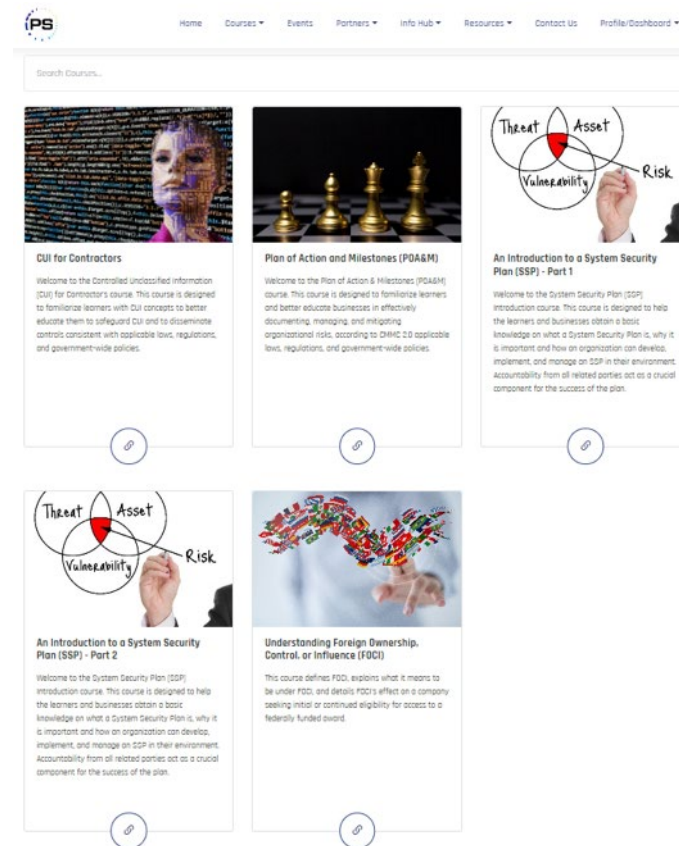 iPS
Home Courses Events Partners Info Hub Resources Contact Us Profile/Dashboard
Search Courses...
Threat Asset
Vulnerability Risk
CUI for Contractors
Welcome to the Controlled Unclassified Information
(CUI) for Contractor's course. This course is designed
to familiarize learners with CUI concepts to better
educate them to safeguard CUI and to disseminate
controls consistent with applicable laws, regulations,
and government-wide policies.
Plan of Action and Milestones (POA&M)
Welcome to the Plan of Action & Milestones (POA&M)
course. This course is designed to familiarize learners
and better educate businesses in effectively
documenting, managing, and mitigating
organizational risks, according to CMMC 2.0 applicable
laws, regulations, and government-wide policies.
An Introduction to a System Security
Plan (SSP) - Part 1
Welcome to the System Security Plan (SSP)
Introduction course. This course is designed to help
the learners and businesses obtain a basic
knowledge on what a System Security Plan is, why it
is important and how an organization can develop,
implement, and manage an SSP in their environment.
Accountability from all related parties act as a crucial
component for the success of the plan.
Threat Asset
Vulnerability Risk
An Introduction to a System Security
Plan (SSP) - Part 2
Welcome to the System Security Plan (SSP)
Introduction course. This course is designed to help
the learners and businesses obtain a basic
knowledge on what a System Security Plan is, why it
is important and how an organization can develop,
implement, and manage an SSP in their environment.
Accountability from all related parties act as a crucial
component for the success of the plan.
Understanding Foreign Ownership,
Control, or Influence (FOCI)
This course defines FOCI, explains what it means to
be under FOCI, and details FOCI's effect on a company
seeking initial or continued eligibility for access to a
federally funded award.